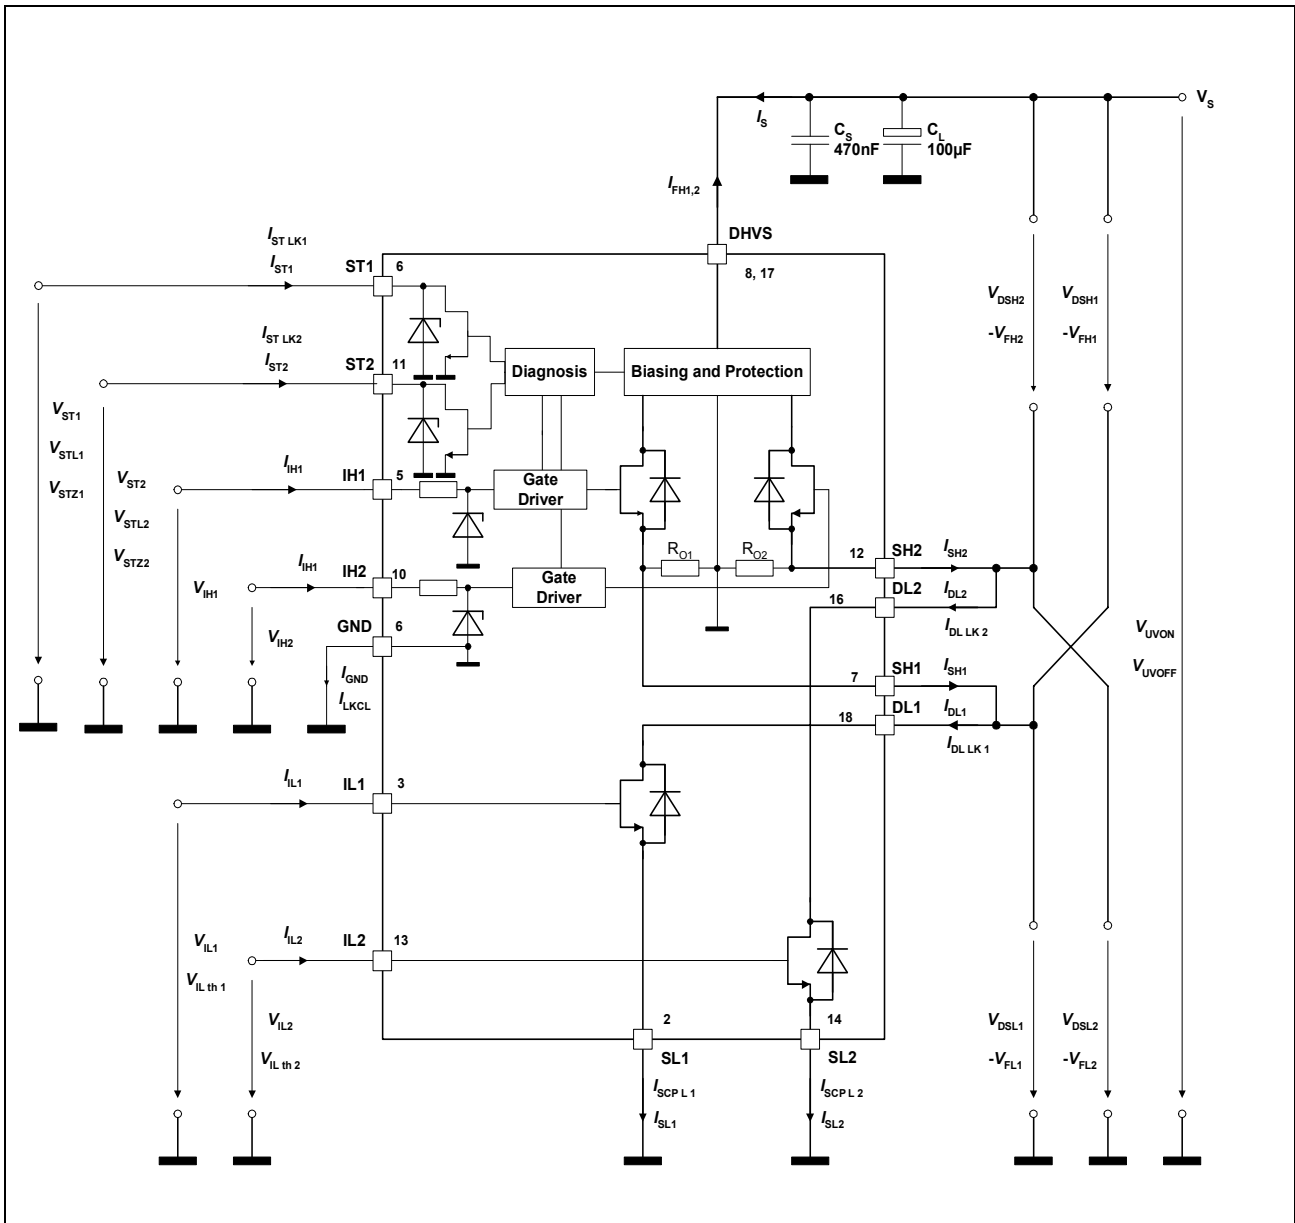 V_S
I_S
C_S
470nF
C_L
100µF
I_FH1,2
DHVS
8, 17
I_ST LK1
I_ST1
ST1
6
I_ST LK2
I_ST2
ST2
11
V_DSH2
-V_FH2
V_DSH1
-V_FH1
Diagnosis
Biasing and Protection
V_ST1
V_STL1
V_STZ1
V_ST2
V_STL2
V_STZ2
I_IH1
IH1
5
Gate
Driver
R_O1
R_O2
12
SH2
I_SH2
I_IH1
IH2
10
Gate
Driver
V_IH1
16
DL2
I_DL2
I_DL LK 2
GND
6
V_IH2
V_UVON
V_UVOFF
I_GND
I_LKCL
7
SH1
I_SH1
18
DL1
I_DL1
I_DL LK 1
I_IL1
IL1
3
V_IL1
V_IL th 1
I_IL2
IL2
13
V_IL2
V_IL th 2
2
SL1
14
SL2
V_DSL1
-V_FL1
V_DSL2
-V_FL2
I_SCP L 1
I_SL1
I_SCP L 2
I_SL2